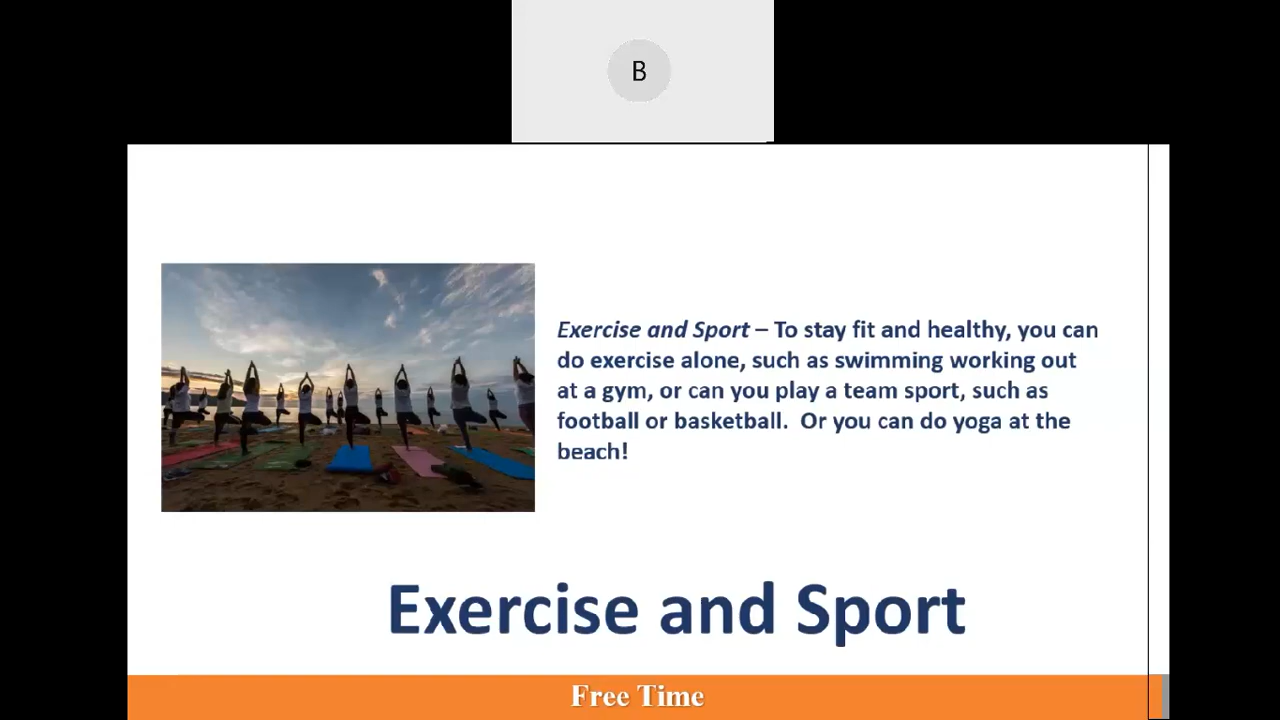 B
Exercise and Sport – To stay fit and healthy, you can
do exercise alone, such as swimming working out
at a gym, or can you play a team sport, such as
football or basketball.  Or you can do yoga at the
beach!
Exercise and Sport
Free Time